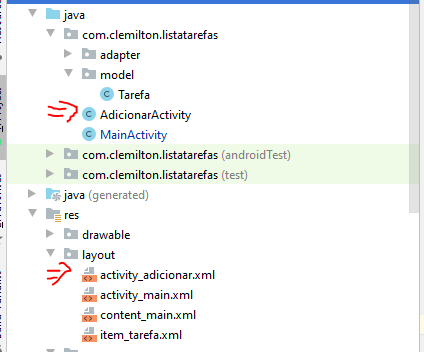 java
com.clemilton.listatarefas
adapter
model
Tarefa
AdicionarActivity
MainActivity
com.clemilton.listatarefas (androidTest)
com.clemilton.listatarefas (test)
java (generated)
res
drawable
layout
activity_adicionar.xml
activity_main.xml
content_main.xml
item_tarefa.xml